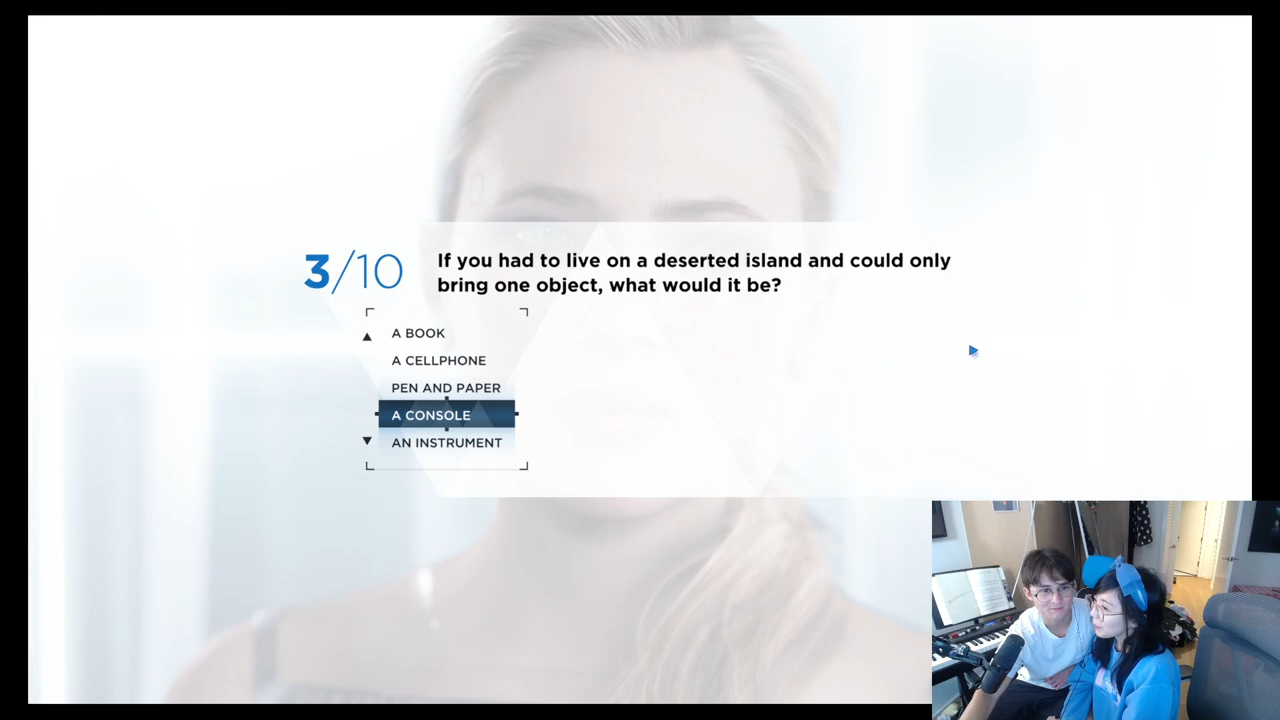 3/10
If you had to live on a deserted island and could only
bring one object, what would it be?
A BOOK
A CELLPHONE
PEN AND PAPER
A CONSOLE
AN INSTRUMENT